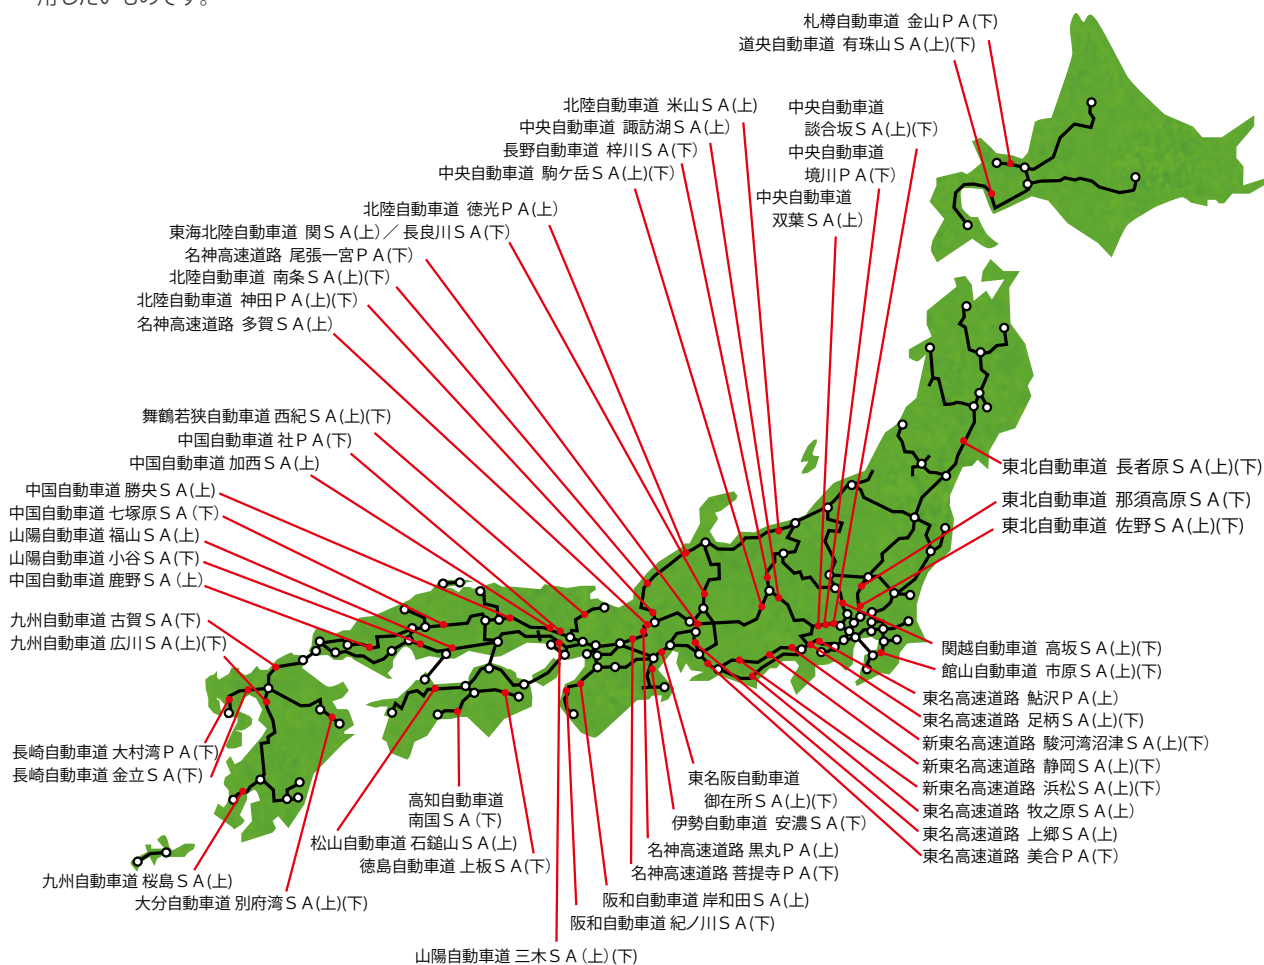 用したいものです。
札樽自動車道 金山ＰＡ(下)
道央自動車道 有珠山ＳＡ(上)(下)
北陸自動車道 米山ＳＡ(上)
中央自動車道 諏訪湖ＳＡ(上)
長野自動車道 梓川ＳＡ(下)
中央自動車道 駒ケ岳ＳＡ(上)(下)
中央自動車道
談合坂ＳＡ(上)(下)
中央自動車道
境川ＰＡ(下)
中央自動車道
双葉ＳＡ(上)
北陸自動車道 徳光ＰＡ(上)
東海北陸自動車道 関ＳＡ(上)／長良川ＳＡ(下)
名神高速道路 尾張一宮ＰＡ(下)
北陸自動車道 南条ＳＡ(上)(下)
北陸自動車道 神田ＰＡ(上)(下)
名神高速道路 多賀ＳＡ(上)
舞鶴若狭自動車道 西紀ＳＡ(上)(下)
中国自動車道 社ＰＡ(下)
中国自動車道 加西ＳＡ(上)
中国自動車道 勝央ＳＡ(上)
中国自動車道 七塚原ＳＡ(下)
山陽自動車道 福山ＳＡ(上)
山陽自動車道 小谷ＳＡ(下)
中国自動車道 鹿野ＳＡ(上)
九州自動車道 古賀ＳＡ(下)
九州自動車道 広川ＳＡ(上)(下)
東北自動車道 長者原ＳＡ(上)(下)
東北自動車道 那須高原ＳＡ(下)
東北自動車道 佐野ＳＡ(上)(下)
関越自動車道 高坂ＳＡ(上)(下)
館山自動車道 市原ＳＡ(上)(下)
東名高速道路 鮎沢ＰＡ(上)
東名高速道路 足柄ＳＡ(上)(下)
新東名高速道路 駿河湾沼津ＳＡ(上)(下)
新東名高速道路 静岡ＳＡ(上)(下)
新東名高速道路 浜松ＳＡ(上)(下)
東名高速道路 牧之原ＳＡ(上)
東名高速道路 上郷ＳＡ(上)
東名高速道路 美合ＰＡ(下)
長崎自動車道 大村湾ＰＡ(下)
長崎自動車道 金立ＳＡ(下)
東名阪自動車道
御在所ＳＡ(上)(下)
伊勢自動車道 安濃ＳＡ(下)
名神高速道路 黒丸ＰＡ(上)
名神高速道路 菩提寺ＰＡ(下)
高知自動車道
南国ＳＡ(下)
松山自動車道 石鎚山ＳＡ(上)
徳島自動車道 上板ＳＡ(下)
九州自動車道 桜島ＳＡ(上)
大分自動車道 別府湾ＳＡ(上)(下)
阪和自動車道 岸和田ＳＡ(上)
阪和自動車道 紀ノ川ＳＡ(下)
山陽自動車道 三木ＳＡ(上)(下)